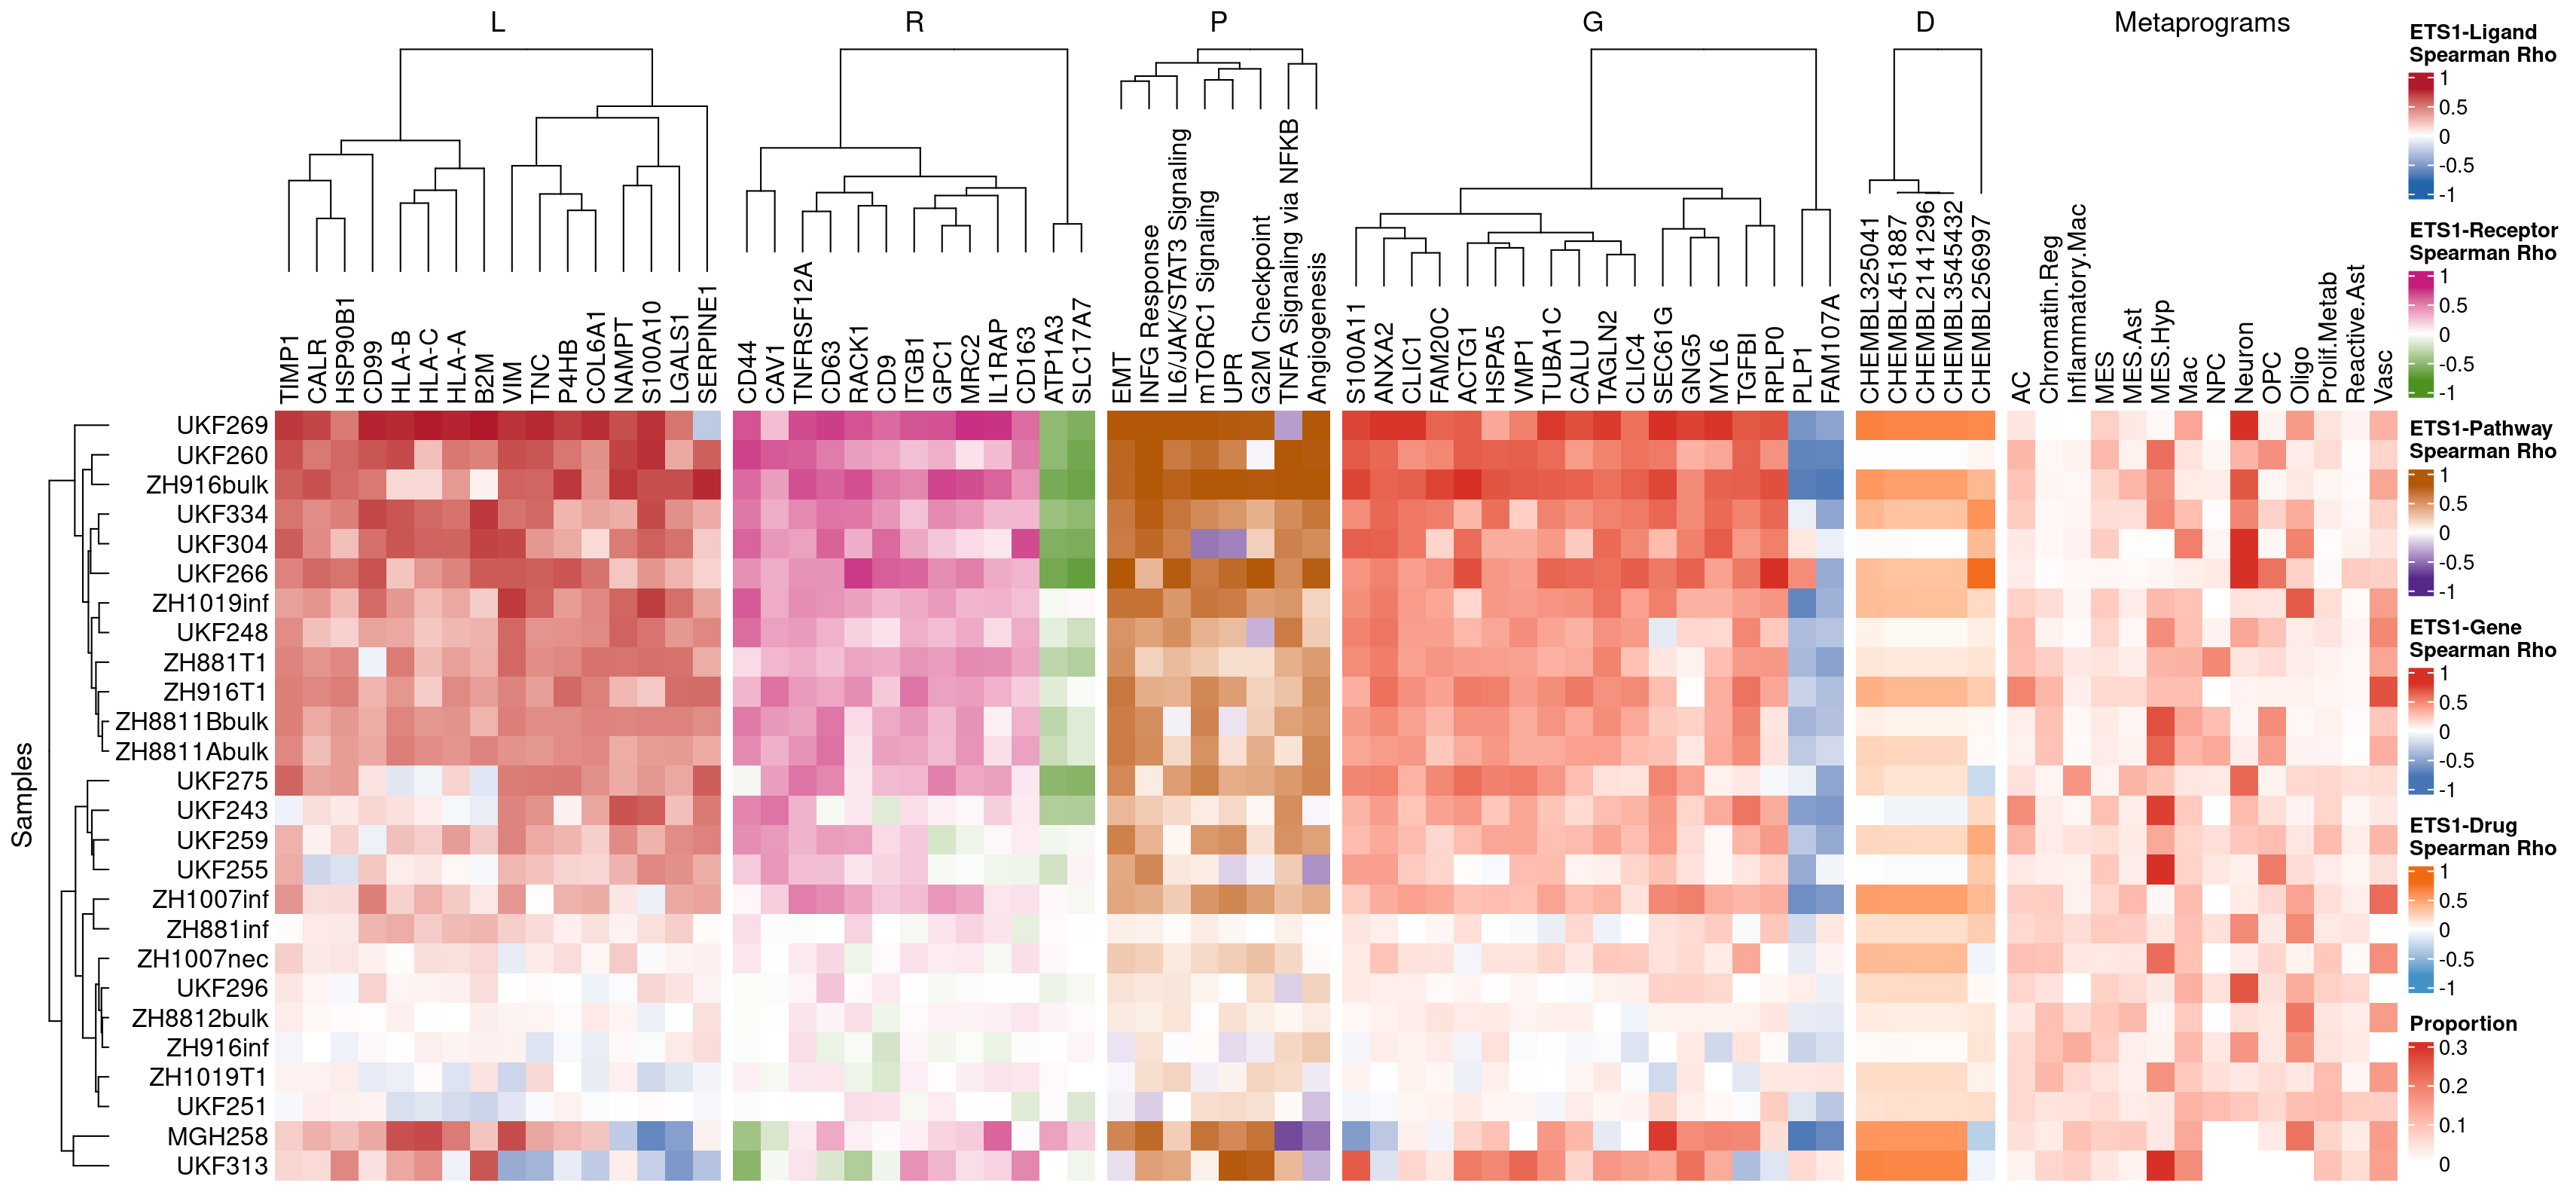 L
R
P
G
D
Metaprograms
TIMP1
CALR
HSP90B1
CD99
HLA-B
HLA-C
HLA-A
B2M
VIM
TNC
P4HB
COL6A1
NAMPT
S100A10
LGALS1
SERPINE1
CD44
CAV1
TNFRSF12A
CD63
RACK1
CD9
ITGB1
GPC1
MRC2
IL1RAP
CD163
ATP1A3
SLC17A7
EMT
INFG Response
IL6/JAK/STAT3 Signaling
mTORC1 Signaling
UPR
G2M Checkpoint
TNFA Signaling via NFKB
Angiogenesis
S100A11
ANXA2
CLIC1
FAM20C
ACTG1
HSPA5
VMP1
TUBA1C
CALU
TAGLN2
CLIC4
SEC61G
GNG5
MYL6
TGFBI
RPLP0
PLP1
FAM107A
CHEMBL325041
CHEMBL451887
CHEMBL2141296
CHEMBL3545432
CHEMBL256997
AC
Chromatin.Reg
Inflammatory.Mac
MES
MES.Ast
MES.Hyp
Mac
NPC
Neuron
OPC
Oligo
Prolif.Metab
Reactive.Ast
Vasc
Samples
UKF269
UKF260
ZH916bulk
UKF334
UKF304
UKF266
ZH1019inf
UKF248
ZH881T1
ZH916T1
ZH8811Bbulk
ZH8811Abulk
UKF275
UKF243
UKF259
UKF255
ZH1007inf
ZH881inf
ZH1007nec
UKF296
ZH8812bulk
ZH916inf
ZH1019T1
UKF251
MGH258
UKF313
ETS1-Ligand
Spearman Rho
1
0.5
0
-0.5
-1
ETS1-Receptor
Spearman Rho
1
0.5
0
-0.5
-1
ETS1-Pathway
Spearman Rho
1
0.5
0
-0.5
-1
ETS1-Gene
Spearman Rho
1
0.5
0
-0.5
-1
ETS1-Drug
Spearman Rho
1
0.5
0
-0.5
-1
Proportion
0.3
0.2
0.1
0